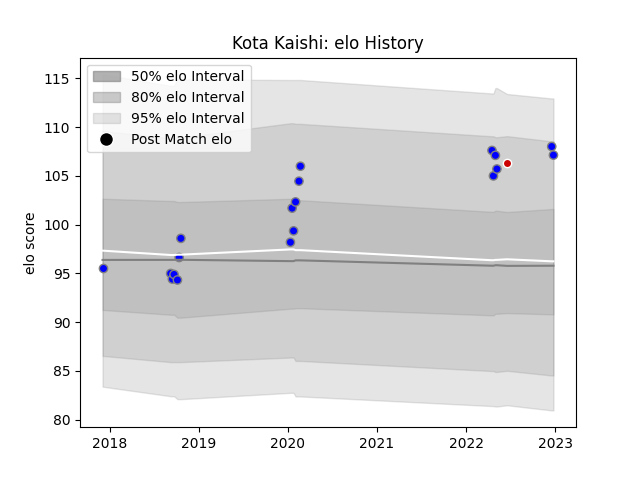 Kota Kaishi: elo History
50% elo Interval
80% elo Interval
95% elo Interval
Post Match elo
elo score
115
110
105
100
95
90
85
80
2018 2019 2020 2021 2022 2023